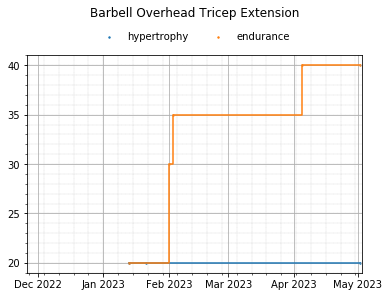 Barbell Overhead Tricep Extension
hypertrophy endurance
40
35
30
25
20
Dec 2022 Jan 2023 Feb 2023 Mar 2023 Apr 2023 May 2023